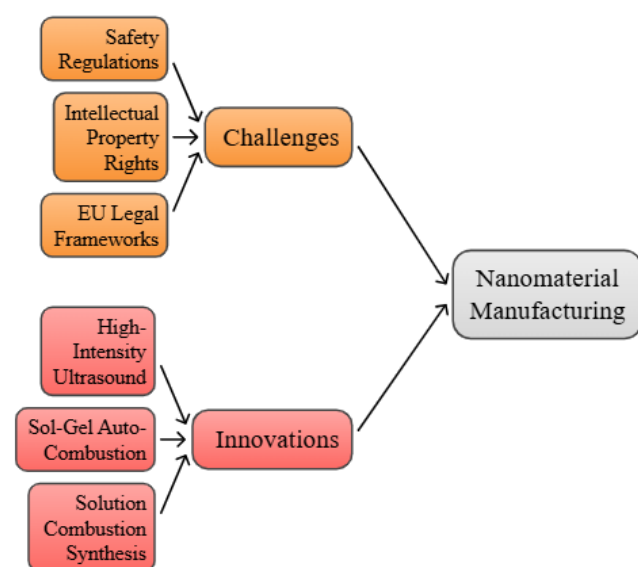 Safety
Regulations
Intellectual
Property
Rights
Challenges
EU Legal
Frameworks
Nanomaterial
Manufacturing
High-
Intensity
Ultrasound
Sol-Gel Auto-
Combustion
Innovations
Solution
Combustion
Synthesis